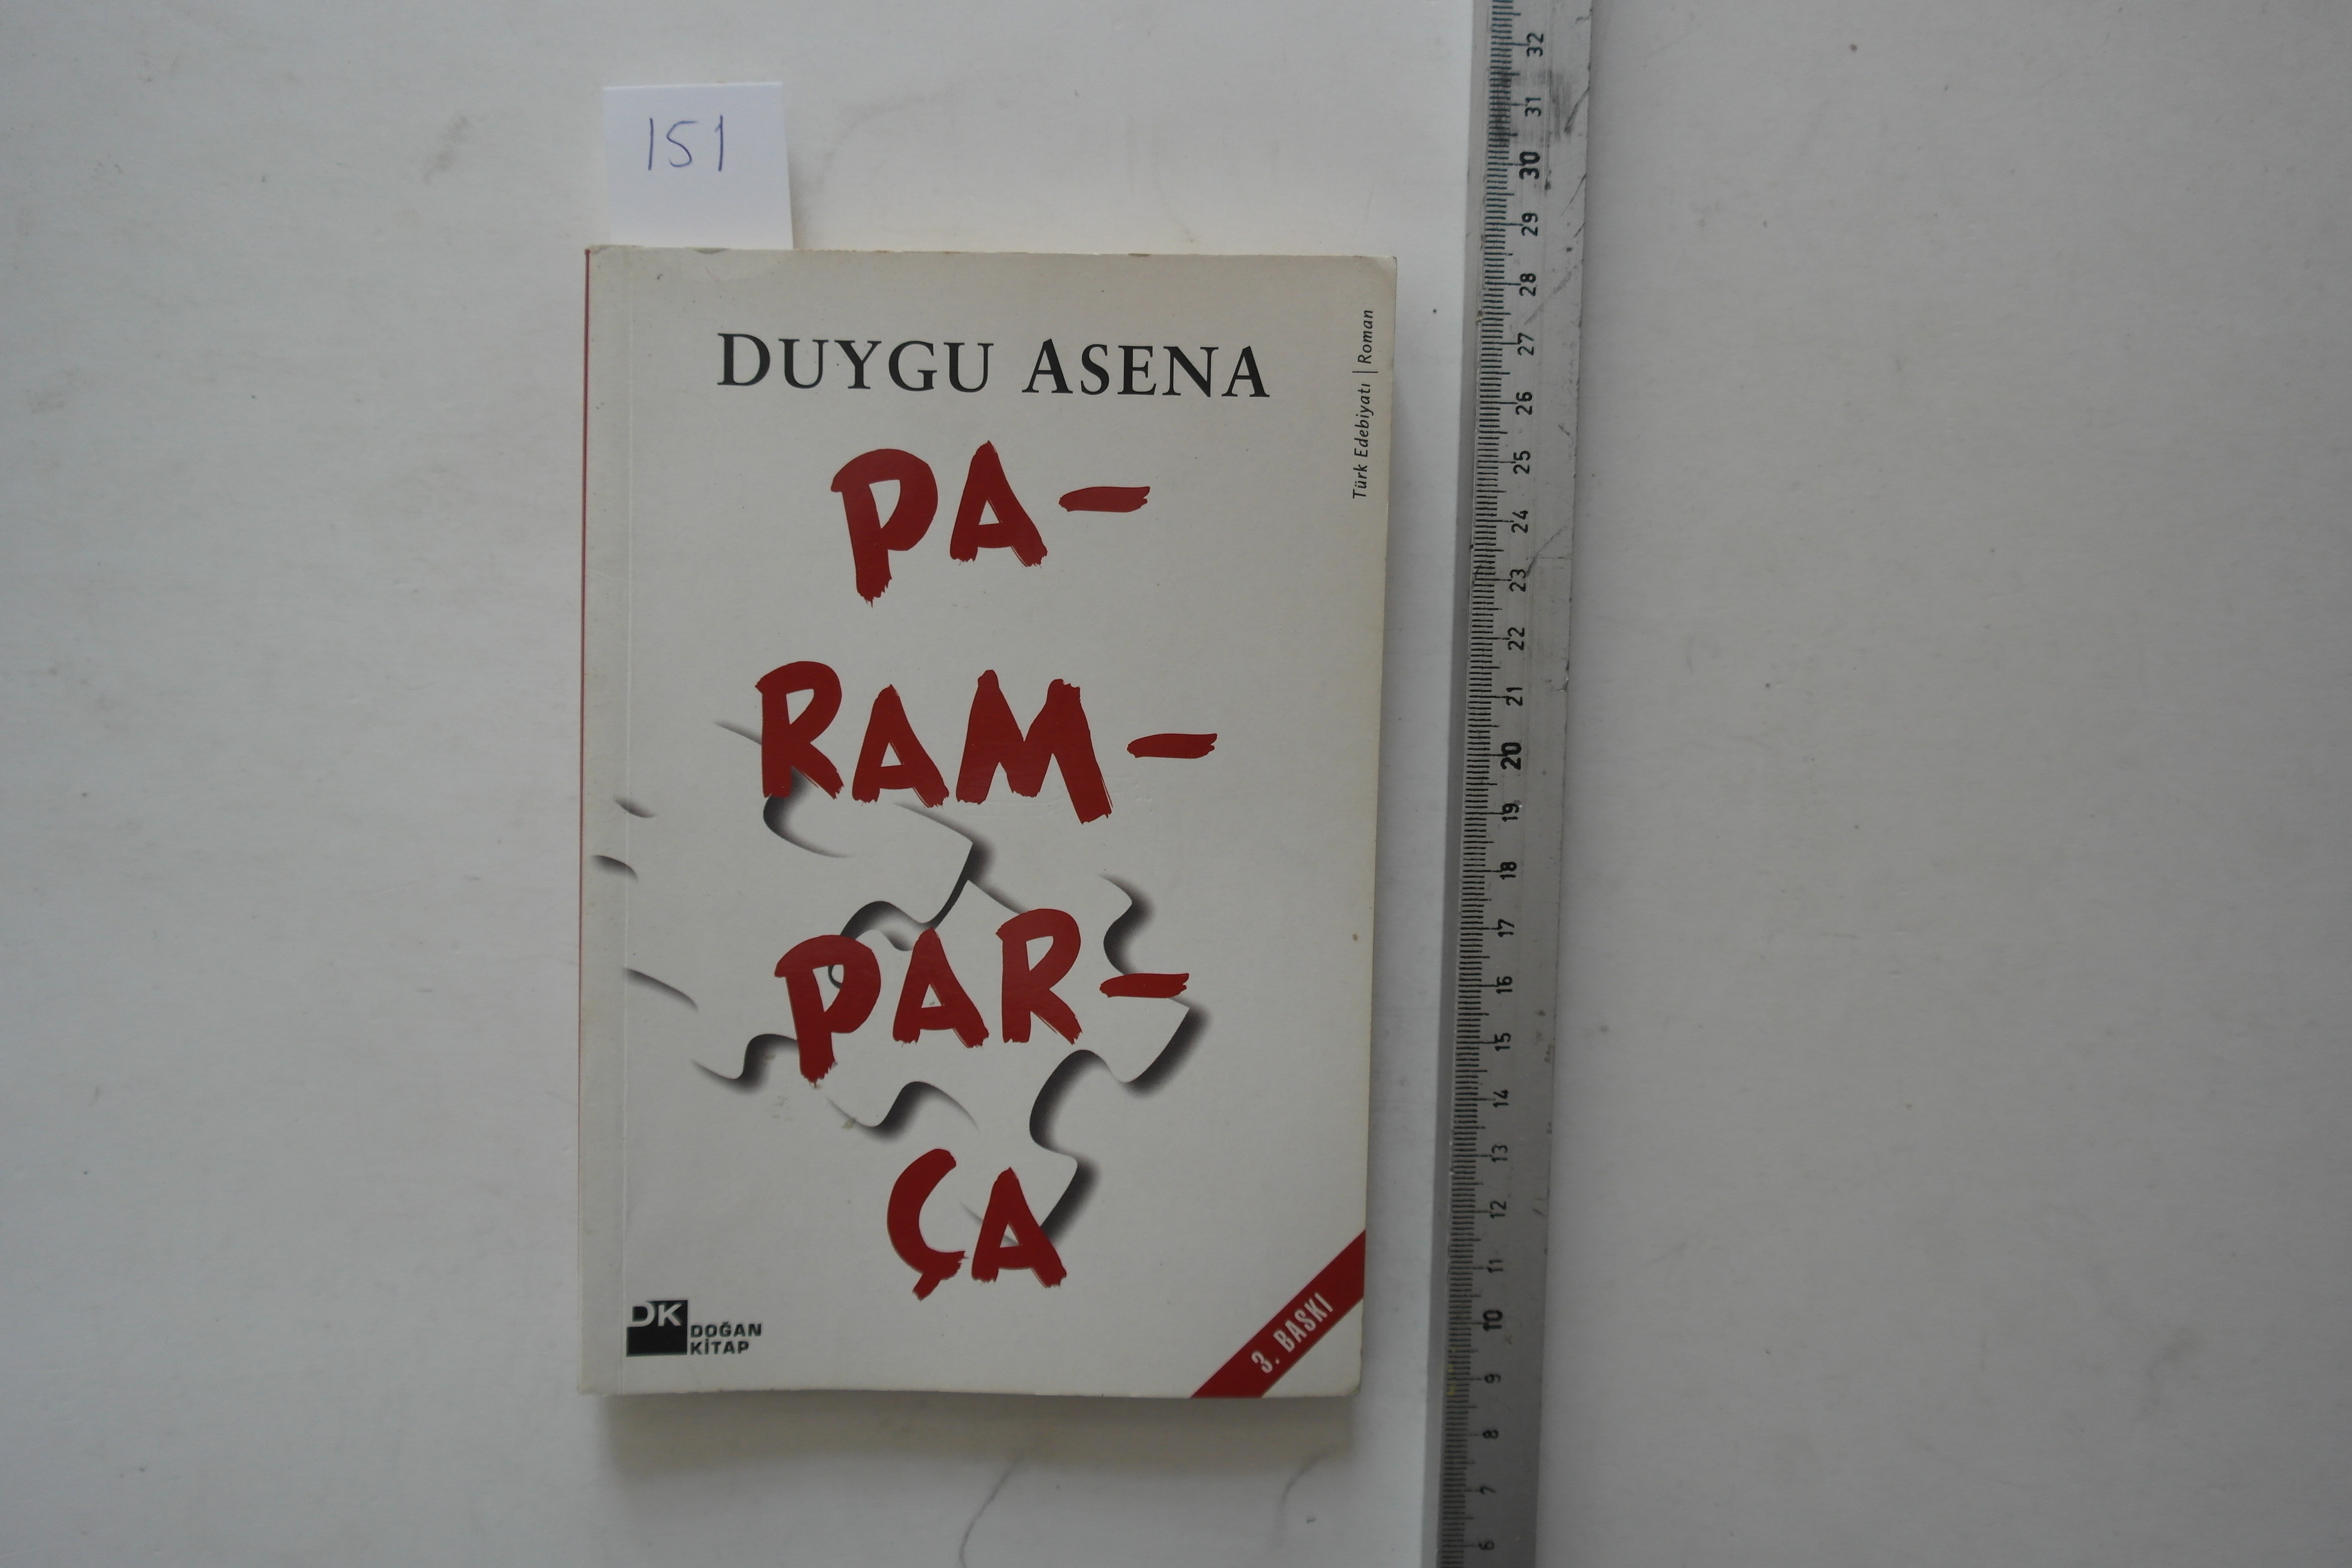 151
DUYGU ASENA
Türk Edebiyatı | Roman
PA-
RAM-
PAR-
ÇA
DK
DOĞAN
KİTAP
3. BASKI
32
31
30
29
28
27
26
25
24
23
22
21
20
19
18
17
16
15
14
13
12
11
10
9
8
7
6